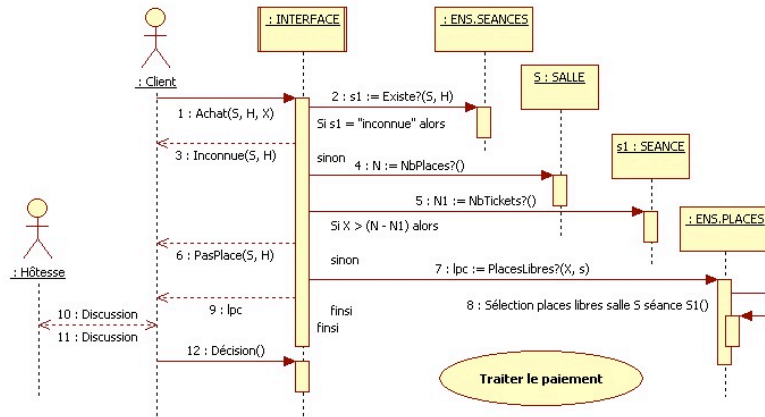 : INTERFACE
: ENS.SEANCES
: Client
S : SALLE
2 : s1 := Existe?(S, H)
1 : Achat(S, H, X)
Si s1 = "inconnue" alors
s1 : SEANCE
3 : Inconnue(S, H)
sinon
4 : N := NbPlaces?()
5 : N1 := NbTickets?()
: ENS.PLACES
Si X > (N - N1) alors
6 : PasPlace(S, H)
sinon
: Hôtesse
7 : lpc := PlacesLibres?(X, s)
9 : lpc
finsi
8 : Sélection places libres salle S séance S1()
10 : Discussion
finsi
11 : Discussion
12 : Décision()
Traiter le paiement